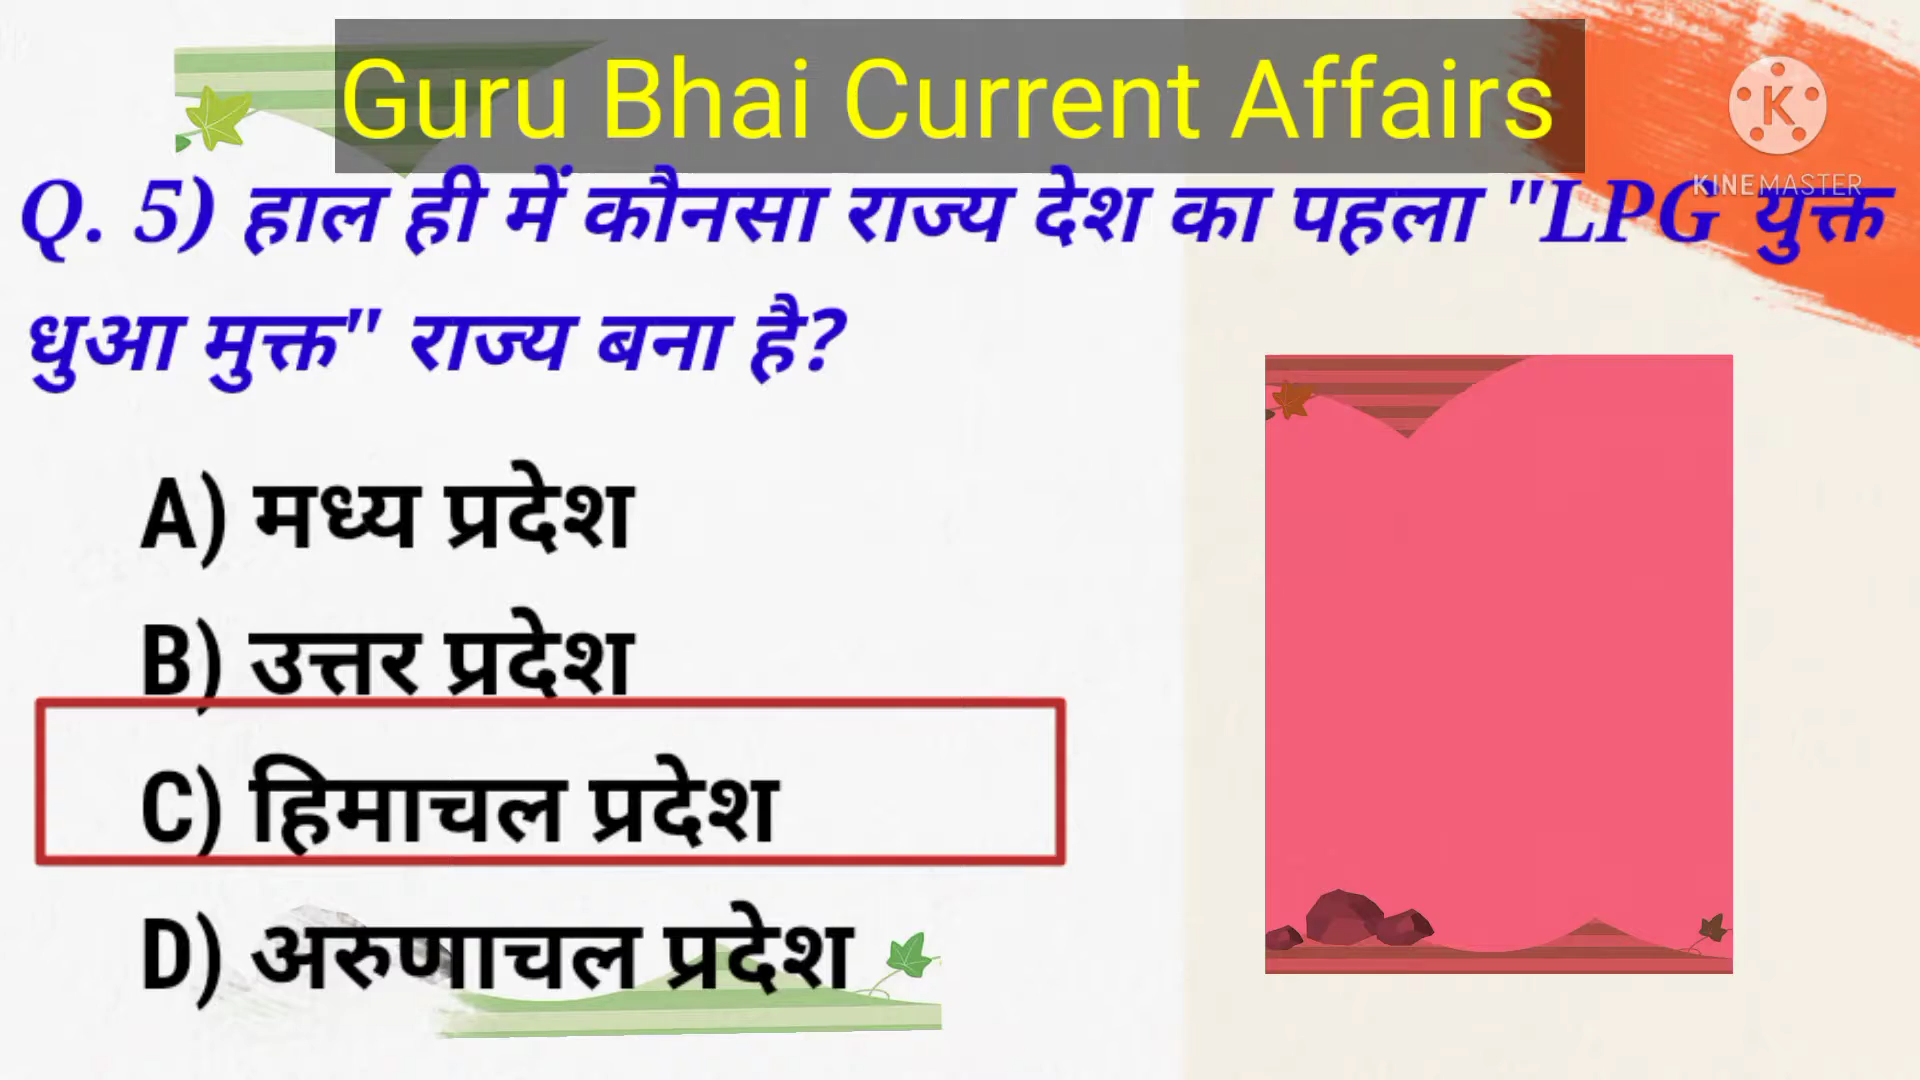 Guru Bhai Current Affairs
KINEMASTER
Q. 5) हाल ही में कौनसा राज्य देश का पहला "LPG युक्त
धुआ मुक्त" राज्य बना है?
A) मध्य प्रदेश
B) उत्तर प्रदेश
C) हिमाचल प्रदेश
D) अरुणाचल प्रदेश